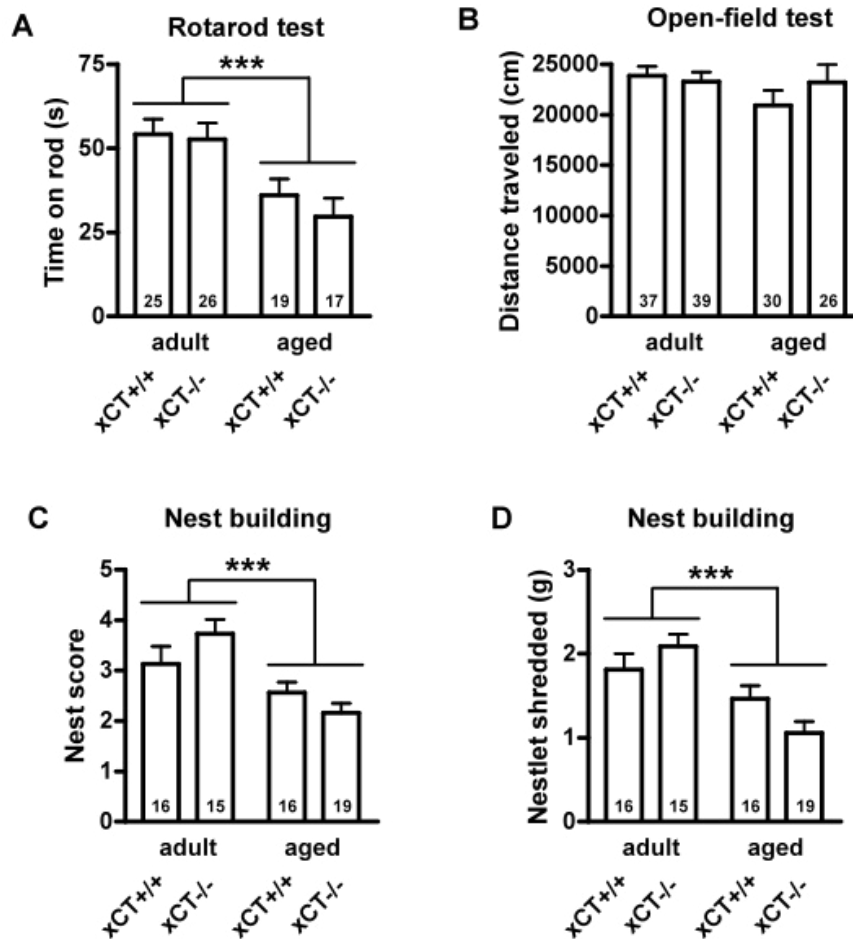 A
Rotarod test
Time on rod (s)
75
50
25
0
***
25 26 19 17
adult aged
xCT+/+ xCT-/- xCT+/+ xCT-/-
B
Open-field test
Distance traveled (cm)
25000
20000
15000
10000
5000
0
37 39 30 26
adult aged
xCT+/+ xCT-/- xCT+/+ xCT-/-
C
Nest building
Nest score
5
4
3
2
1
0
***
16 15 16 19
adult aged
xCT+/+ xCT-/- xCT+/+ xCT-/-
D
Nest building
Nestlet shredded (g)
3
2
1
0
***
16 15 16 19
adult aged
xCT+/+ xCT-/- xCT+/+ xCT-/-